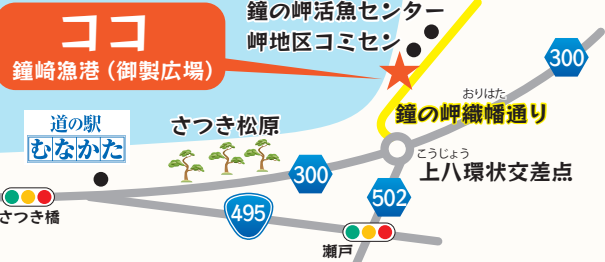 ココ
鐘崎漁港（御製広場）
鐘の岬活魚センター
岬地区コミセン
300
おりはた
鐘の岬織幡通り
道の駅
むなかた
さつき松原
こうじょう
上八環状交差点
300
502
495
さつき橋
瀬戸